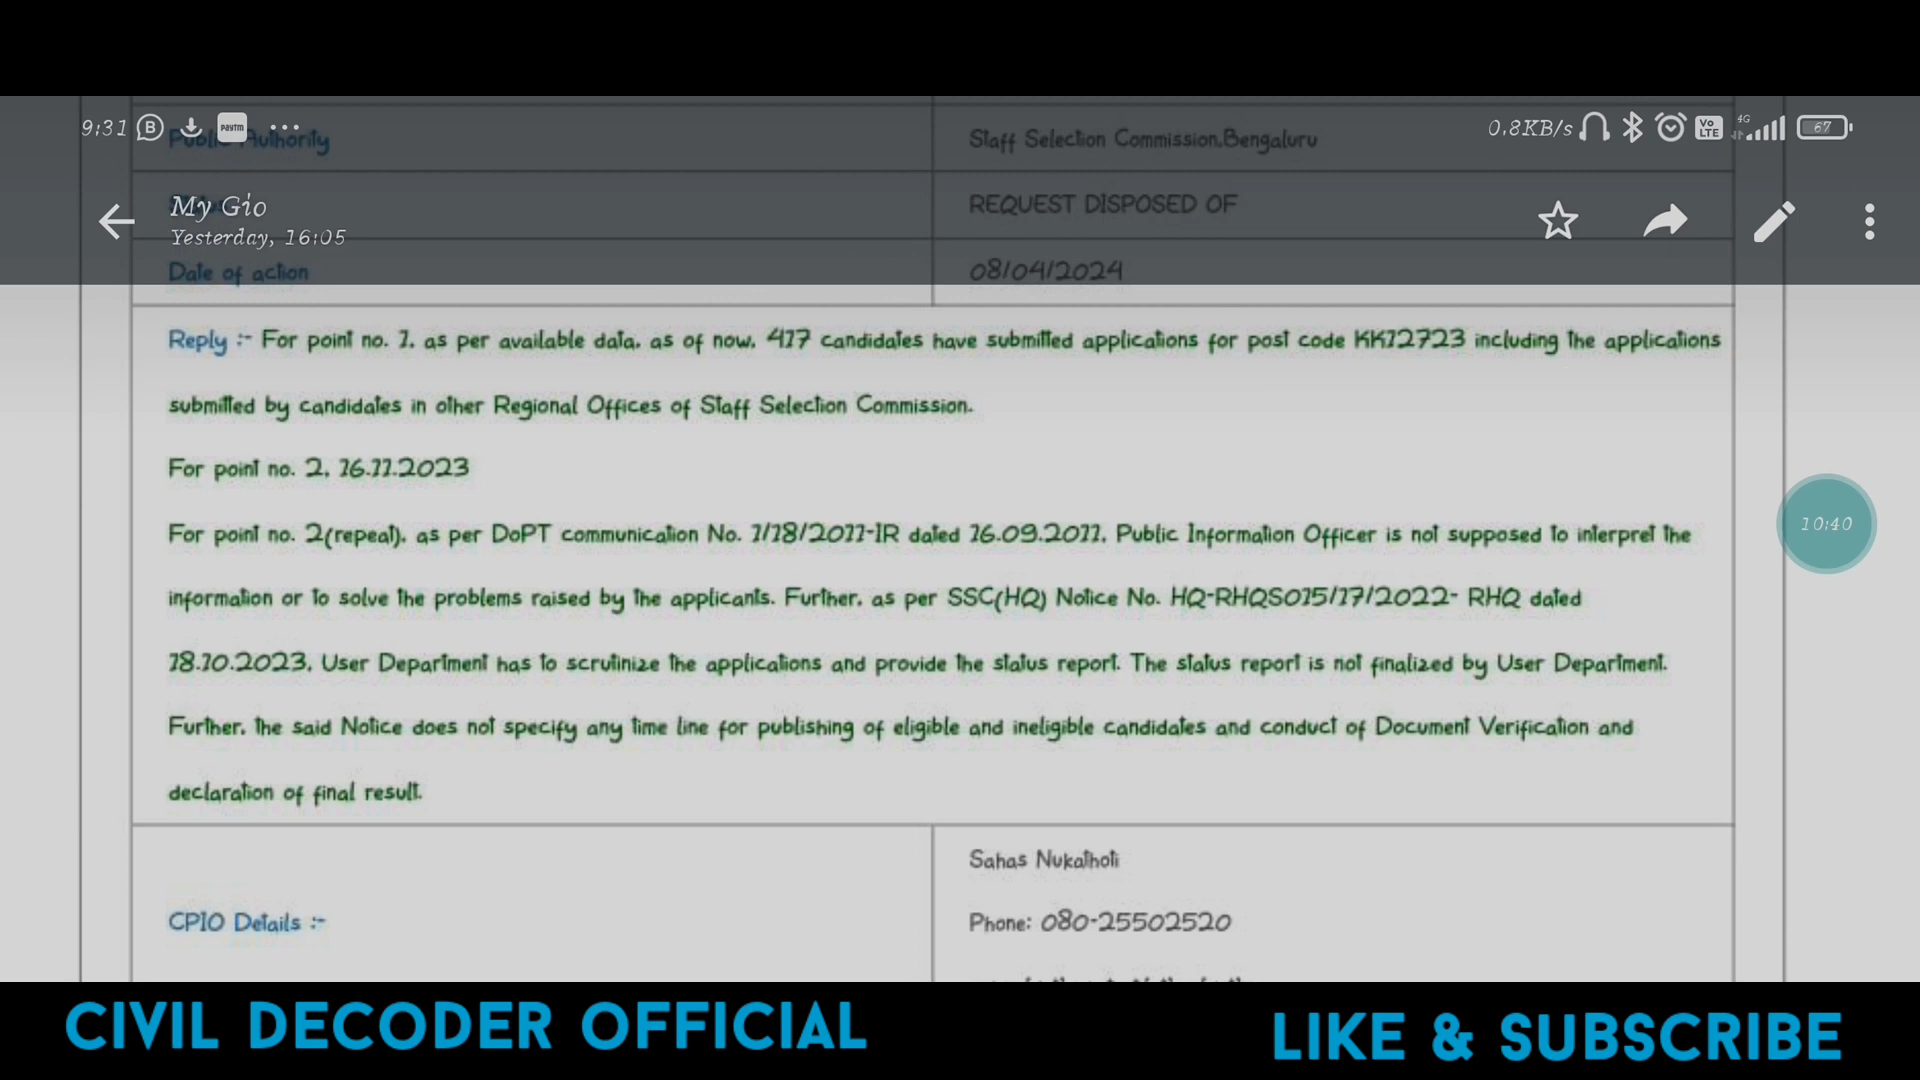 9:31 B Paytm ...
0.8KB/s Vo LTE 4G 67
Public Authority
Staff Selection Commission,Bengaluru
My Gio
REQUEST DISPOSED OF
Yesterday, 16:05
Date of action
08/04/2024
Reply :- For point no. 1, as per available data, as of now, 417 candidates have submitted applications for post code KK12723 including the applications
submitted by candidates in other Regional Offices of Staff Selection Commission.
For point no. 2, 16.11.2023
For point no. 2(repeat), as per DoPT communication No. 1/18/2011-IR dated 16.09.2011, Public Information Officer is not supposed to interpret the
10:40
information or to solve the problems raised by the applicants. Further, as per SSC(HQ) Notice No. HQ-RHQS015/17/2022- RHQ dated
18.10.2023, User Department has to scrutinize the applications and provide the status report. The status report is not finalized by User Department.
Further, the said Notice does not specify any time line for publishing of eligible and ineligible candidates and conduct of Document Verification and
declaration of final result.
Sahas Nukathoti
CPIO Details :-
Phone: 080-25502520
CIVIL DECODER OFFICIAL
LIKE & SUBSCRIBE